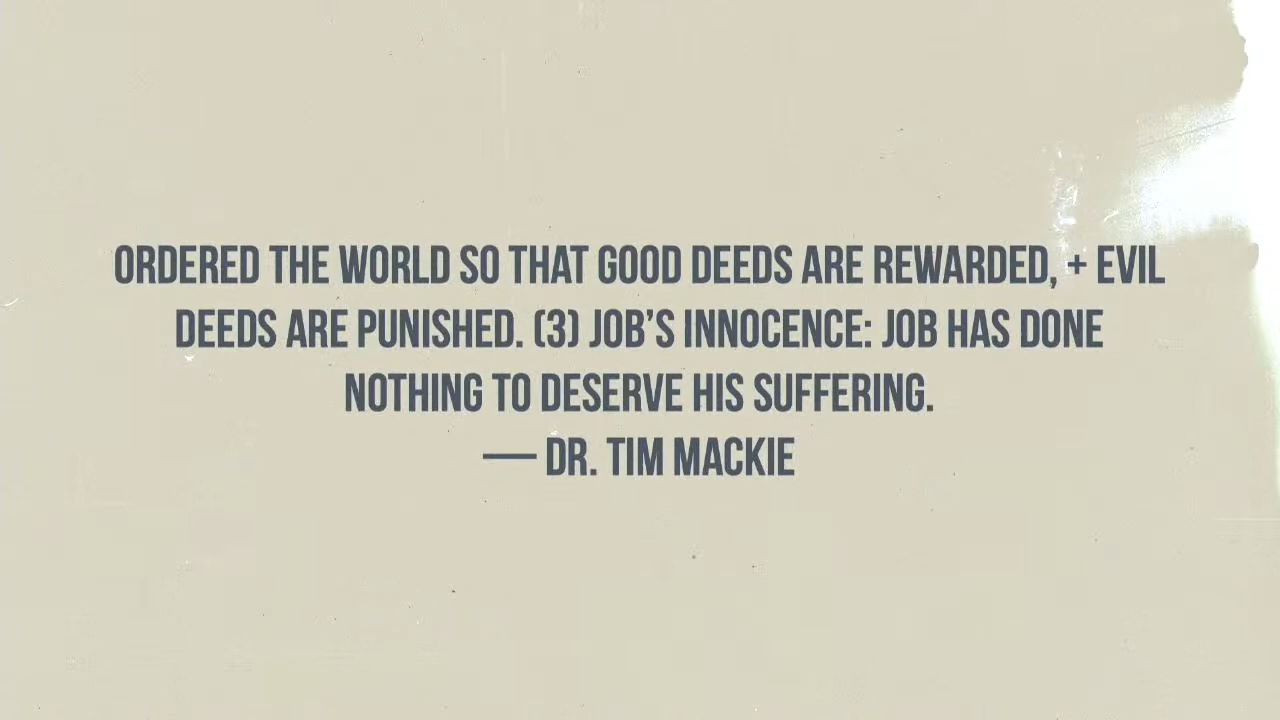 ORDERED THE WORLD SO THAT GOOD DEEDS ARE REWARDED, + EVIL
DEEDS ARE PUNISHED. (3) JOB’S INNOCENCE: JOB HAS DONE
NOTHING TO DESERVE HIS SUFFERING.
— DR. TIM MACKIE